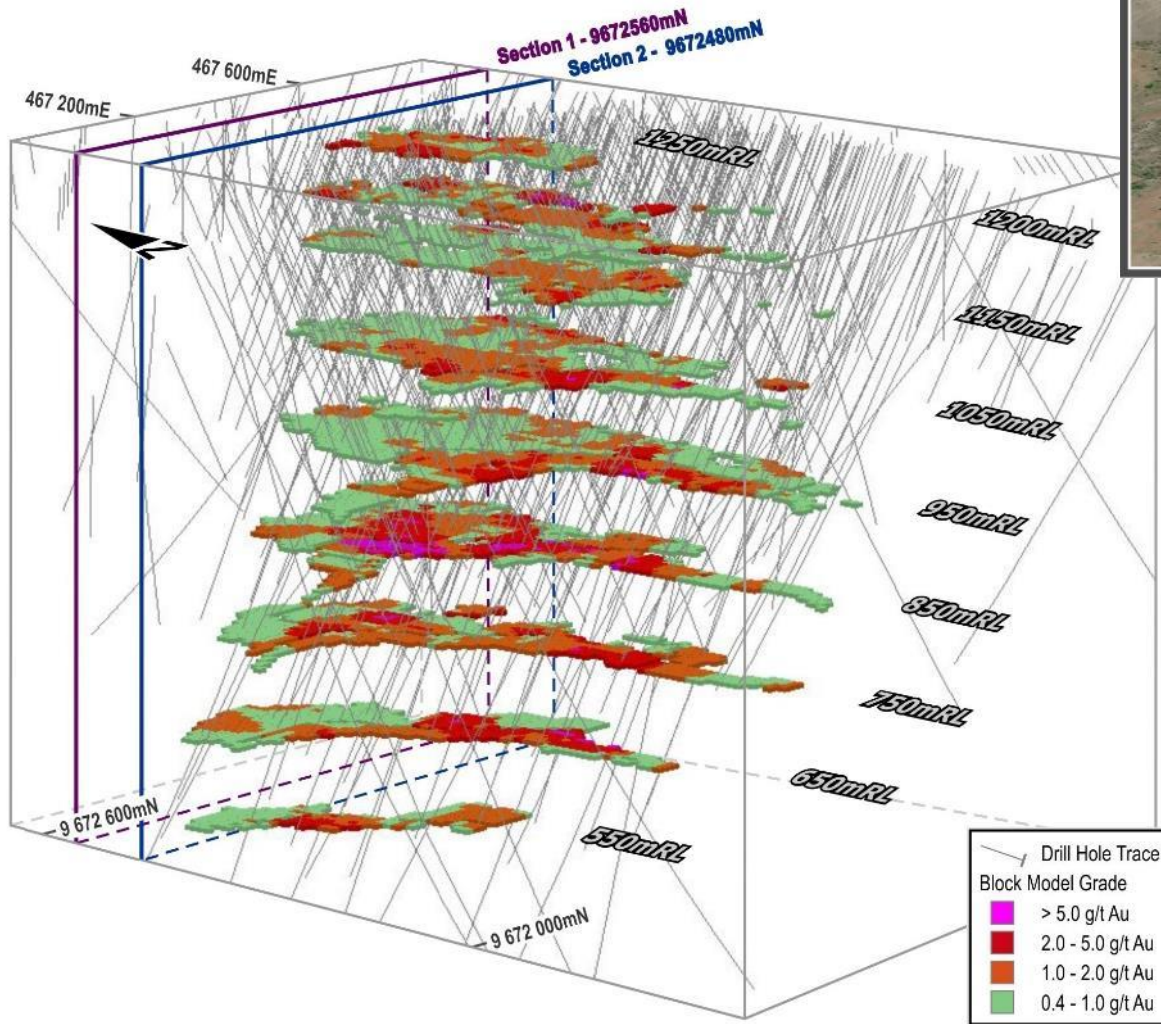 Section 1 - 9672560mN
Section 2 - 9672480mN
467 600mE
467 200mE
1250mRL
1200mRL
1150mRL
1050mRL
950mRL
850mRL
750mRL
650mRL
550mRL
N
9 672 600mN
9 672 000mN
Drill Hole Trace
Block Model Grade
> 5.0 g/t Au
2.0 - 5.0 g/t Au
1.0 - 2.0 g/t Au
0.4 - 1.0 g/t Au